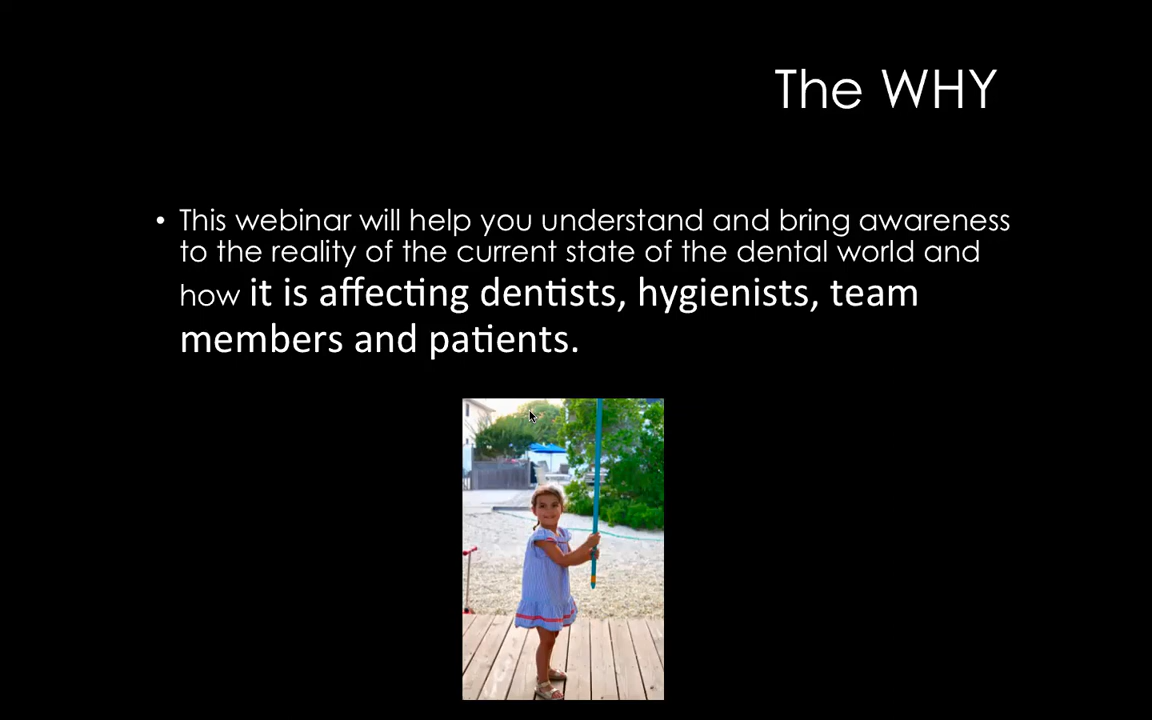 The WHY
• This webinar will help you understand and bring awareness
to the reality of the current state of the dental world and
how it is affecting dentists, hygienists, team
members and patients.